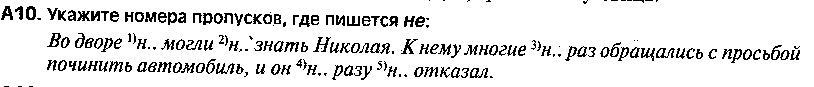 А10. Укажите номера пропусков, где пишется не:
Во дворе ¹⁾н.. могли ²⁾н.. знать Николая. К нему многие ³⁾н.. раз обращались с просьбой
починить автомобиль, и он ⁴⁾н.. разу ⁵⁾н.. отказал.